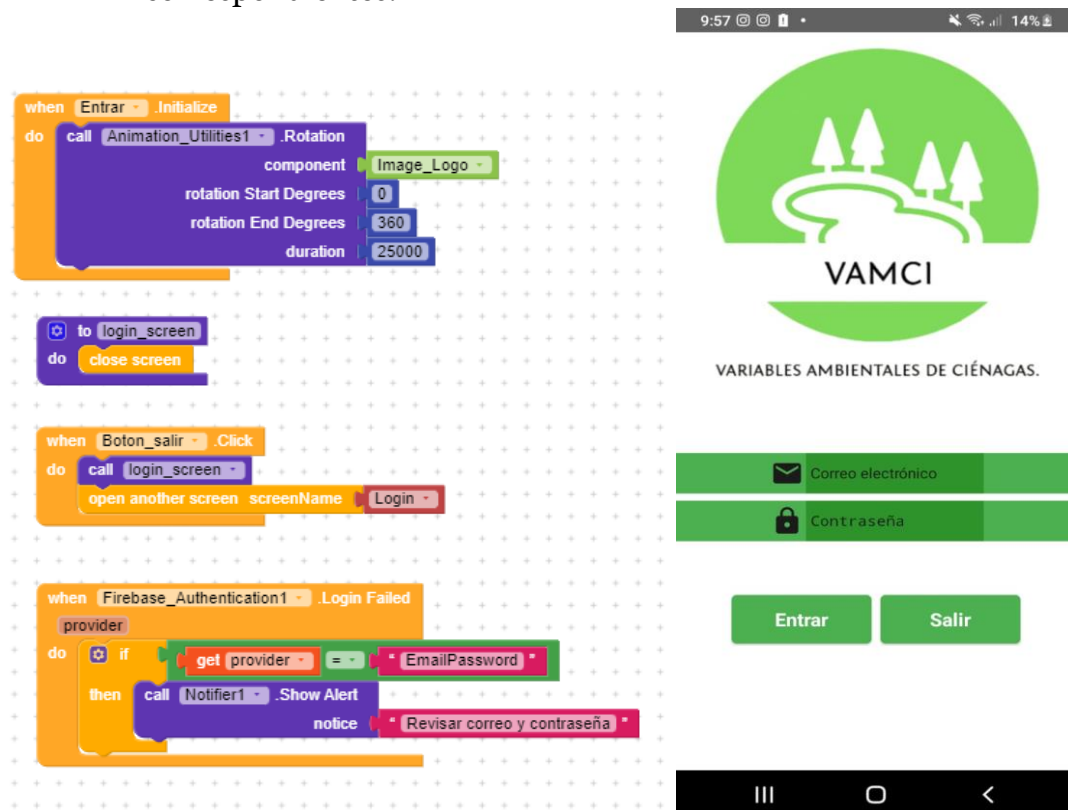 correspondientes.
when Entrar .Initialize
do call Animation_Utilities1 .Rotation
component Image_Logo
rotation Start Degrees 0
rotation End Degrees 360
duration 25000
to login_screen
do close screen
when Boton_salir .Click
do call login_screen
open another screen screenName Login
when Firebase_Authentication1 .Login Failed
provider
do if get provider = " EmailPassword "
then call Notifier1 .Show Alert
notice " Revisar correo y contraseña "
9:57 14%
VAMCI
VARIABLES AMBIENTALES DE CIÉNAGAS.
Correo electrónico
Contraseña
Entrar Salir